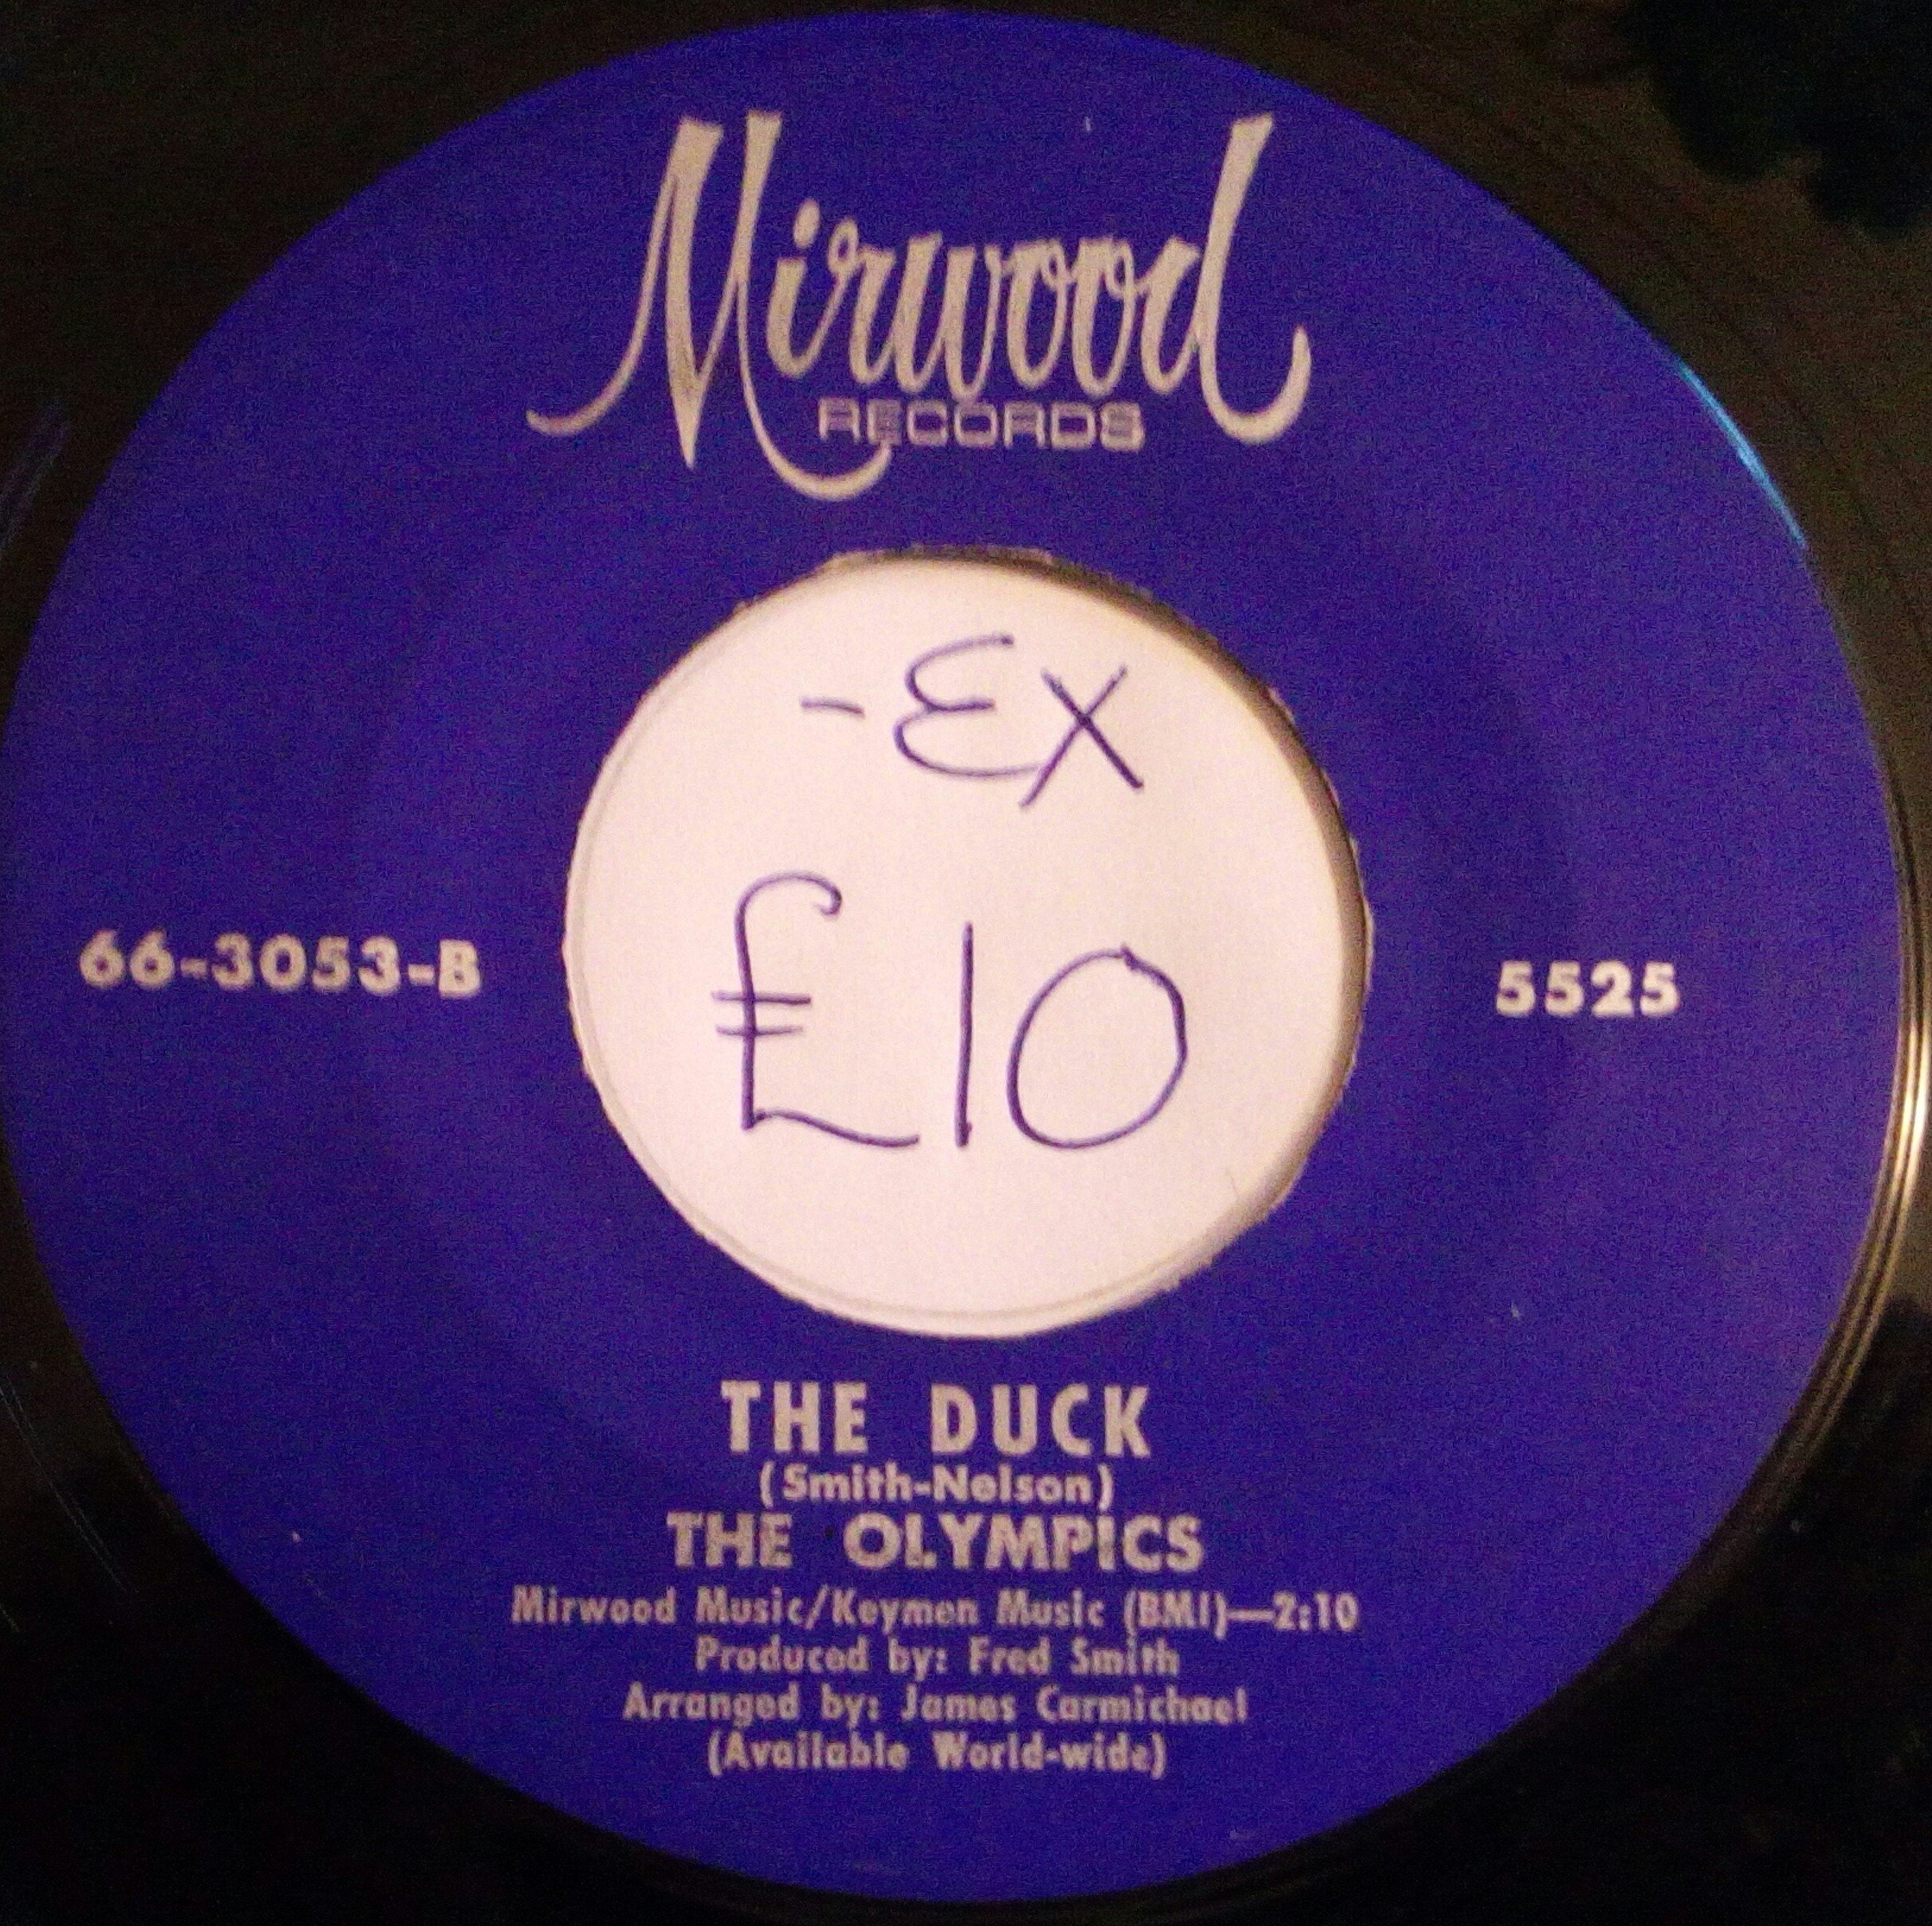 Mirwood
RECORDS
-EX
£10
66-3053-B
5525
THE DUCK
(Smith-Nelson)
THE OLYMPICS
Mirwood Music/Keymen Music (BMI)—2:10
Produced by: Fred Smith
Arranged by: James Carmichael
(Available World-wide)